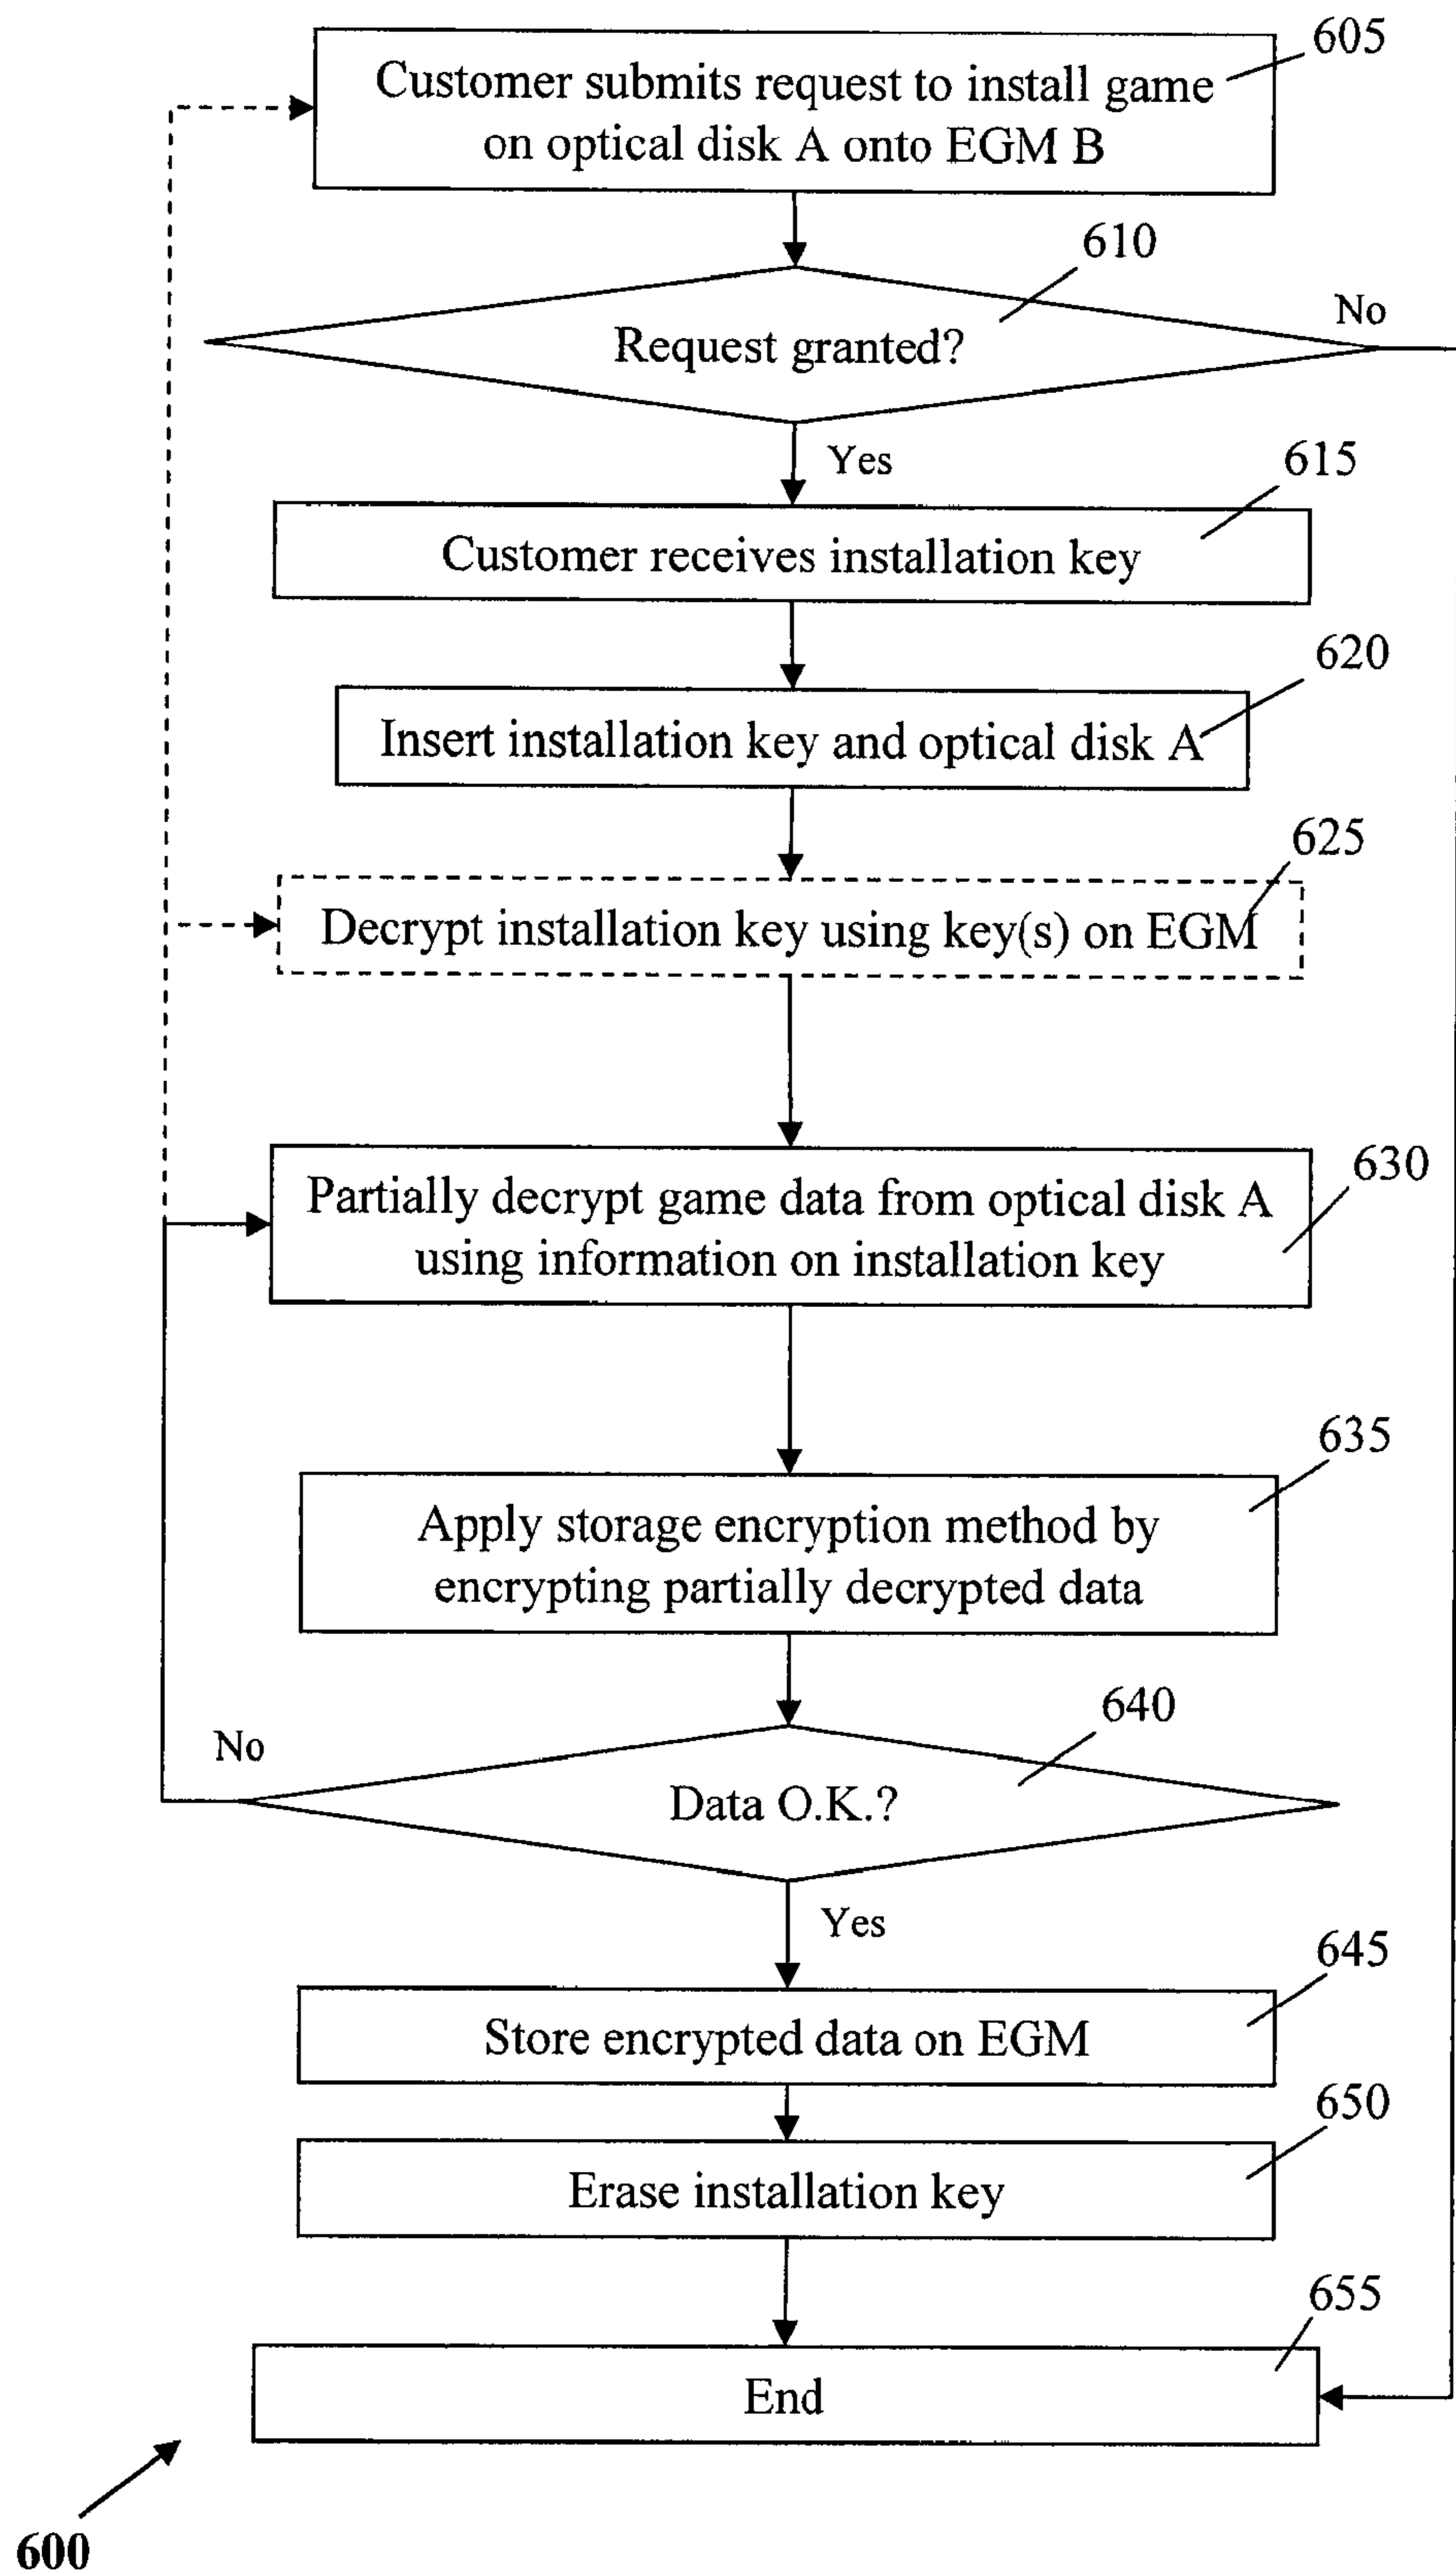 605
Customer submits request to install game
on optical disk A onto EGM B
610
No
Request granted?
Yes
615
Customer receives installation key
620
Insert installation key and optical disk A
625
Decrypt installation key using key(s) on EGM
630
Partially decrypt game data from optical disk A
using information on installation key
635
Apply storage encryption method by
encrypting partially decrypted data
640
No
Data O.K.?
Yes
645
Store encrypted data on EGM
650
Erase installation key
655
End
600